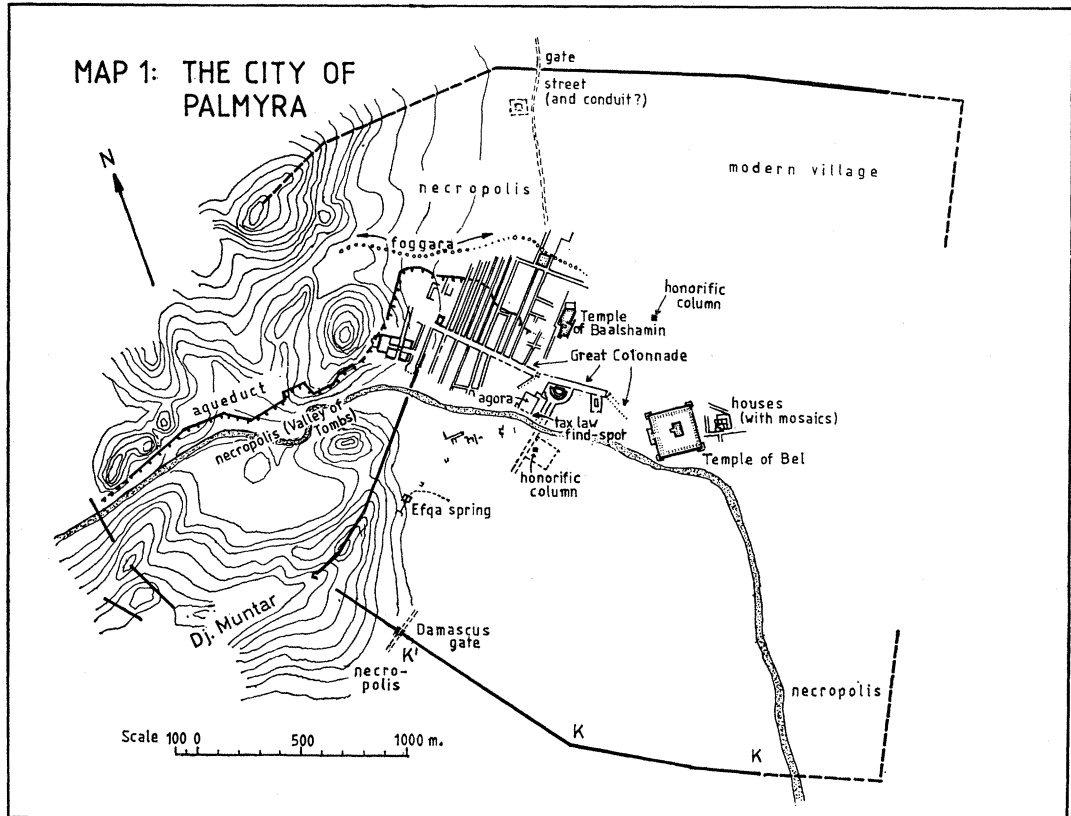 MAP 1: THE CITY OF
PALMYRA
N
gate
street
(and conduit?)
modern village
necropolis
foggara
honorific
column
Temple
of Baalshamin
Great Colonnade
aqueduct
necropolis (Valley of
Tombs)
agora
tax law
find-spot
houses
(with mosaics)
Temple of Bel
honorific
column
Efqa spring
Dj. Muntar
Damascus
gate
K'
necro-
polis
necropolis
K
K
Scale 100 0 500 1000 m.